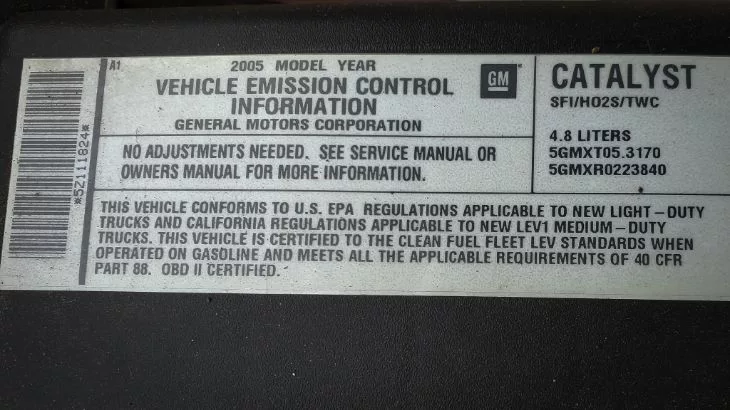 *5Z111824*
A1
2005 MODEL YEAR
VEHICLE EMISSION CONTROL
INFORMATION
GENERAL MOTORS CORPORATION
GM
NO ADJUSTMENTS NEEDED. SEE SERVICE MANUAL OR
OWNERS MANUAL FOR MORE INFORMATION.
CATALYST
SFI/HO2S/TWC
4.8 LITERS
5GMXT05.3170
5GMXR0223840
THIS VEHICLE CONFORMS TO U.S. EPA REGULATIONS APPLICABLE TO NEW LIGHT-DUTY
TRUCKS AND CALIFORNIA REGULATIONS APPLICABLE TO NEW LEV1 MEDIUM-DUTY
TRUCKS. THIS VEHICLE IS CERTIFIED TO THE CLEAN FUEL FLEET LEV STANDARDS WHEN
OPERATED ON GASOLINE AND MEETS ALL THE APPLICABLE REQUIREMENTS OF 40 CFR
PART 88. OBD II CERTIFIED.